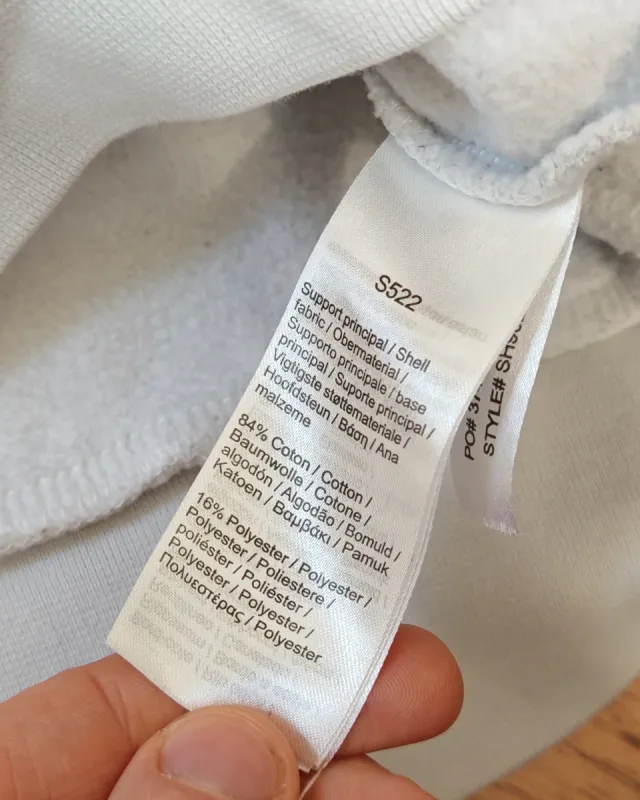 S522
Support principal / Shell
fabric / Obermaterial /
Supporto principale / base
principal / Suporte principal /
Vigtigste støttemateriale /
Hoofdsteun / Βάση / Ana
malzeme
84% Coton / Cotton /
Baumwolle / Cotone /
algodón / Algodão / Bomuld /
Katoen / Βαμβάκι / Pamuk
16% Polyester / Polyester /
Polyester / Poliestere /
poliéster / Poliéster /
Polyester / Polyester /
Πολυεστέρας / Polyester
PO#
STYLE#